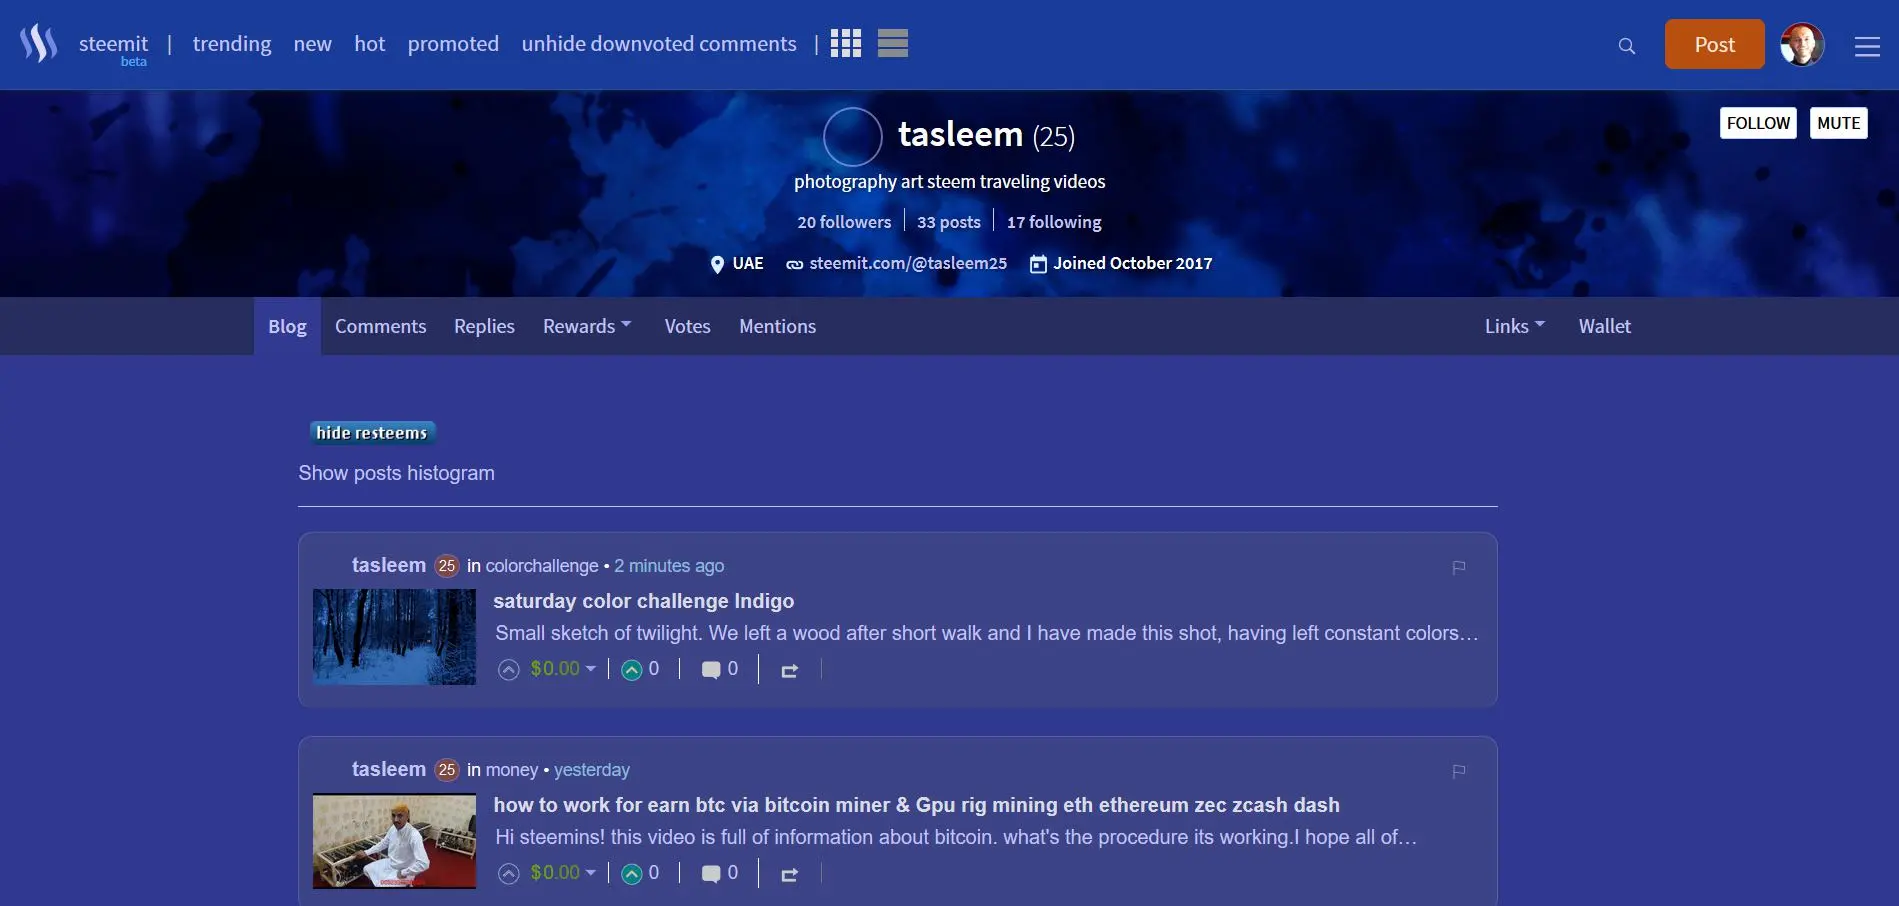 steemit | trending new hot promoted unhide downvoted comments |
beta
Post
tasleem (25)
FOLLOW MUTE
photography art steem traveling videos
20 followers 33 posts 17 following
UAE steemit.com/@tasleem25 Joined October 2017
Blog Comments Replies Rewards Votes Mentions Links Wallet
hide resteems
Show posts histogram
tasleem 25 in colorchallenge • 2 minutes ago
saturday color challenge Indigo
Small sketch of twilight. We left a wood after short walk and I have made this shot, having left constant colors…
$0.00 0 0
tasleem 25 in money • yesterday
how to work for earn btc via bitcoin miner & Gpu rig mining eth ethereum zec zcash dash
Hi steemins! this video is full of information about bitcoin. what's the procedure its working.I hope all of…
$0.00 0 0